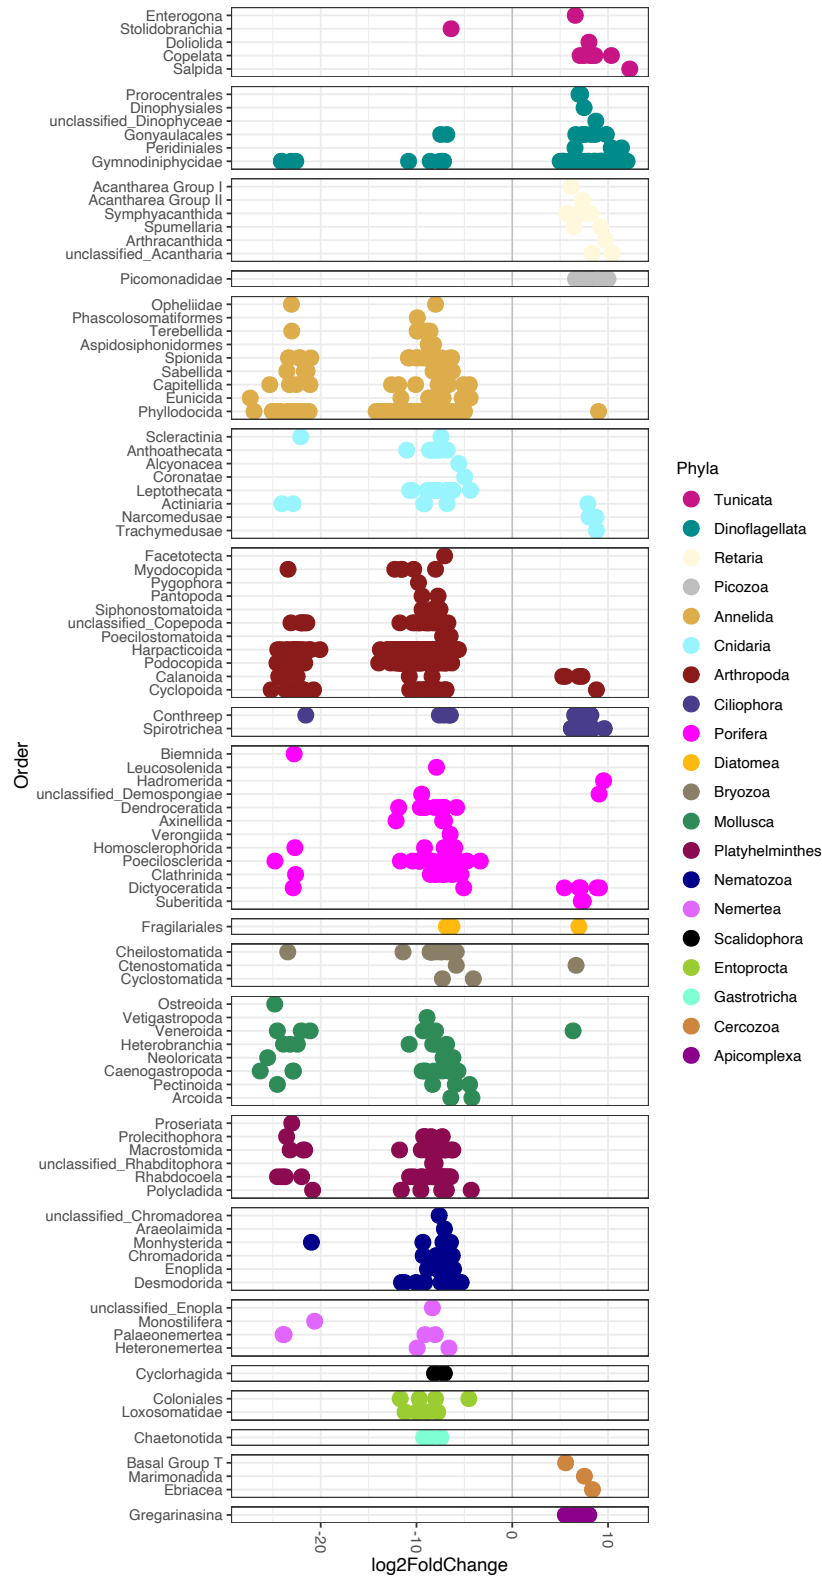 Enterogona
Stolidobranchia
Doliolida
Copelata
Salpida
Prorocentrales
Dinophysiales
unclassified_Dinophyceae
Gonyaulacales
Peridiniales
Gymnodiniphycidae
Acantharea Group I
Acantharea Group II
Symphyacanthida
Spumellaria
Arthracanthida
unclassified_Acantharia
Picomonadidae
Opheliidae
Phascolosomatiformes
Terebellida
Aspidosiphonidormes
Spionida
Sabellida
Capitellida
Eunicida
Phyllodocida
Scleractinia
Anthoathecata
Alcyonacea
Coronatae
Leptothecata
Actiniaria
Narcomedusae
Trachymedusae
Facetotecta
Myodocopida
Pygophora
Pantopoda
Siphonostomatoida
unclassified_Copepoda
Poecilostomatoida
Harpacticoida
Podocopida
Calanoida
Cyclopoida
Conthreep
Spirotrichea
Biemnida
Leucosolenida
Hadromerida
unclassified_Demospongiae
Dendroceratida
Axinellida
Verongiida
Homosclerophorida
Poecilosclerida
Clathrinida
Dictyoceratida
Suberitida
Fragilariales
Cheilostomatida
Ctenostomatida
Cyclostomatida
Ostreoida
Vetigastropoda
Veneroida
Heterobranchia
Neoloricata
Caenogastropoda
Pectinoida
Arcoida
Proseriata
Prolecithophora
Macrostomida
unclassified_Rhabditophora
Rhabdocoela
Polycladida
unclassified_Chromadorea
Araeolaimida
Monhysterida
Chromadorida
Enoplida
Desmodorida
unclassified_Enopla
Monostilifera
Palaeonemertea
Heteronemertea
Cyclorhagida
Coloniales
Loxosomatidae
Chaetonotida
Basal Group T
Marimonadida
Ebriacea
Gregarinasina
Order
-20
-10
0
10
log2FoldChange
Phyla
Tunicata
Dinoflagellata
Retaria
Picozoa
Annelida
Cnidaria
Arthropoda
Ciliophora
Porifera
Diatomea
Bryozoa
Mollusca
Platyhelminthes
Nematozoa
Nemertea
Scalidophora
Entoprocta
Gastrotricha
Cercozoa
Apicomplexa